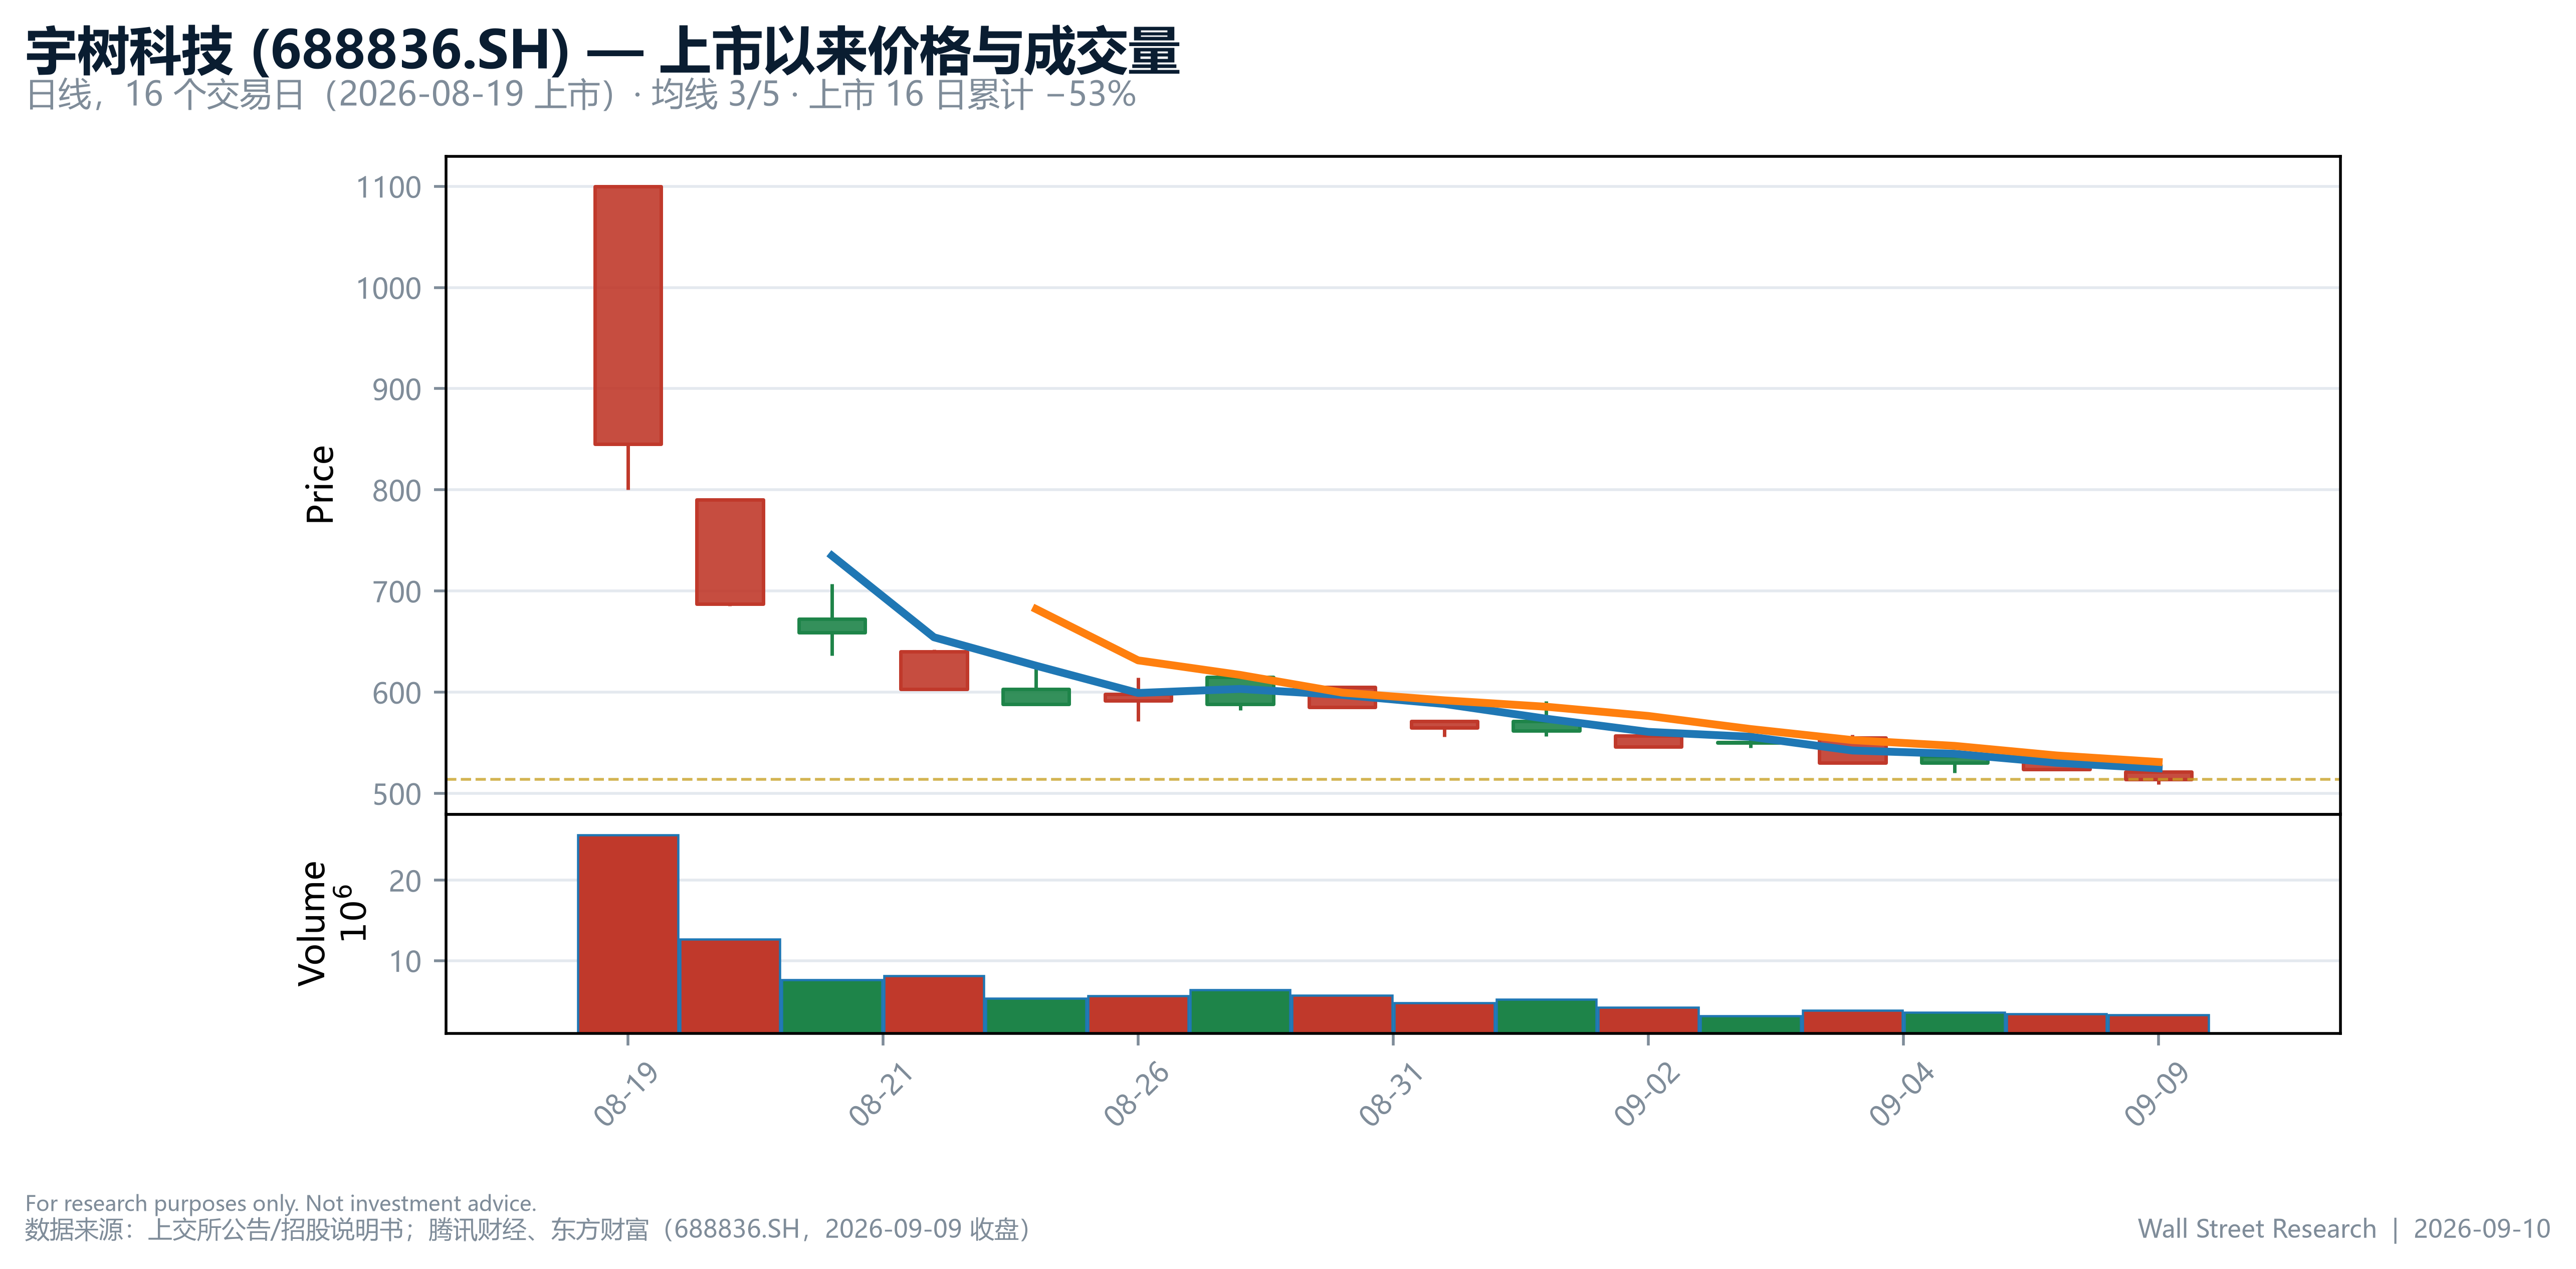 宇树科技 (688836.SH) — 上市以来价格与成交量
日线，16 个交易日（2026-08-19 上市）· 均线 3/5 · 上市 16 日累计 −53%
Price
1100
1000
900
800
700
600
500
Volume
10⁶
20
10
08-19
08-21
08-26
08-31
09-02
09-04
09-09
For research purposes only. Not investment advice.
数据来源：上交所公告/招股说明书；腾讯财经、东方财富（688836.SH，2026-09-09 收盘）
Wall Street Research | 2026-09-10